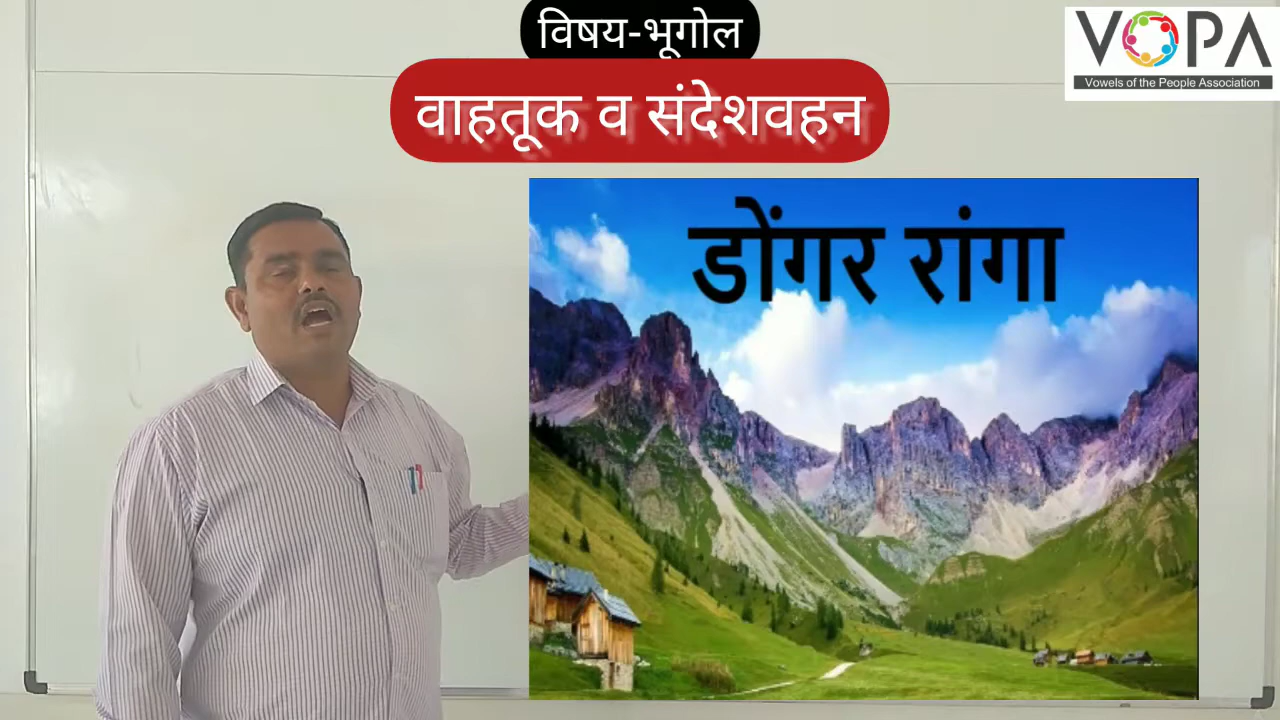 विषय-भूगोल
वाहतूक व संदेशवहन
VOPA
Vowels of the People Association
डोंगर रांगा